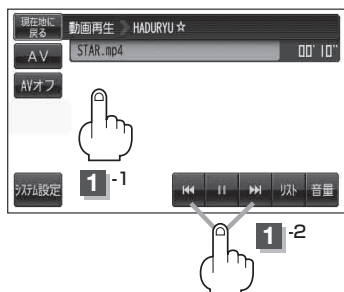 現在地に
戻る
動画再生 HADURYU☆
AV
STAR.mp4 00'10"
AVオフ
1-1
システム設定
リスト 音量
1-2